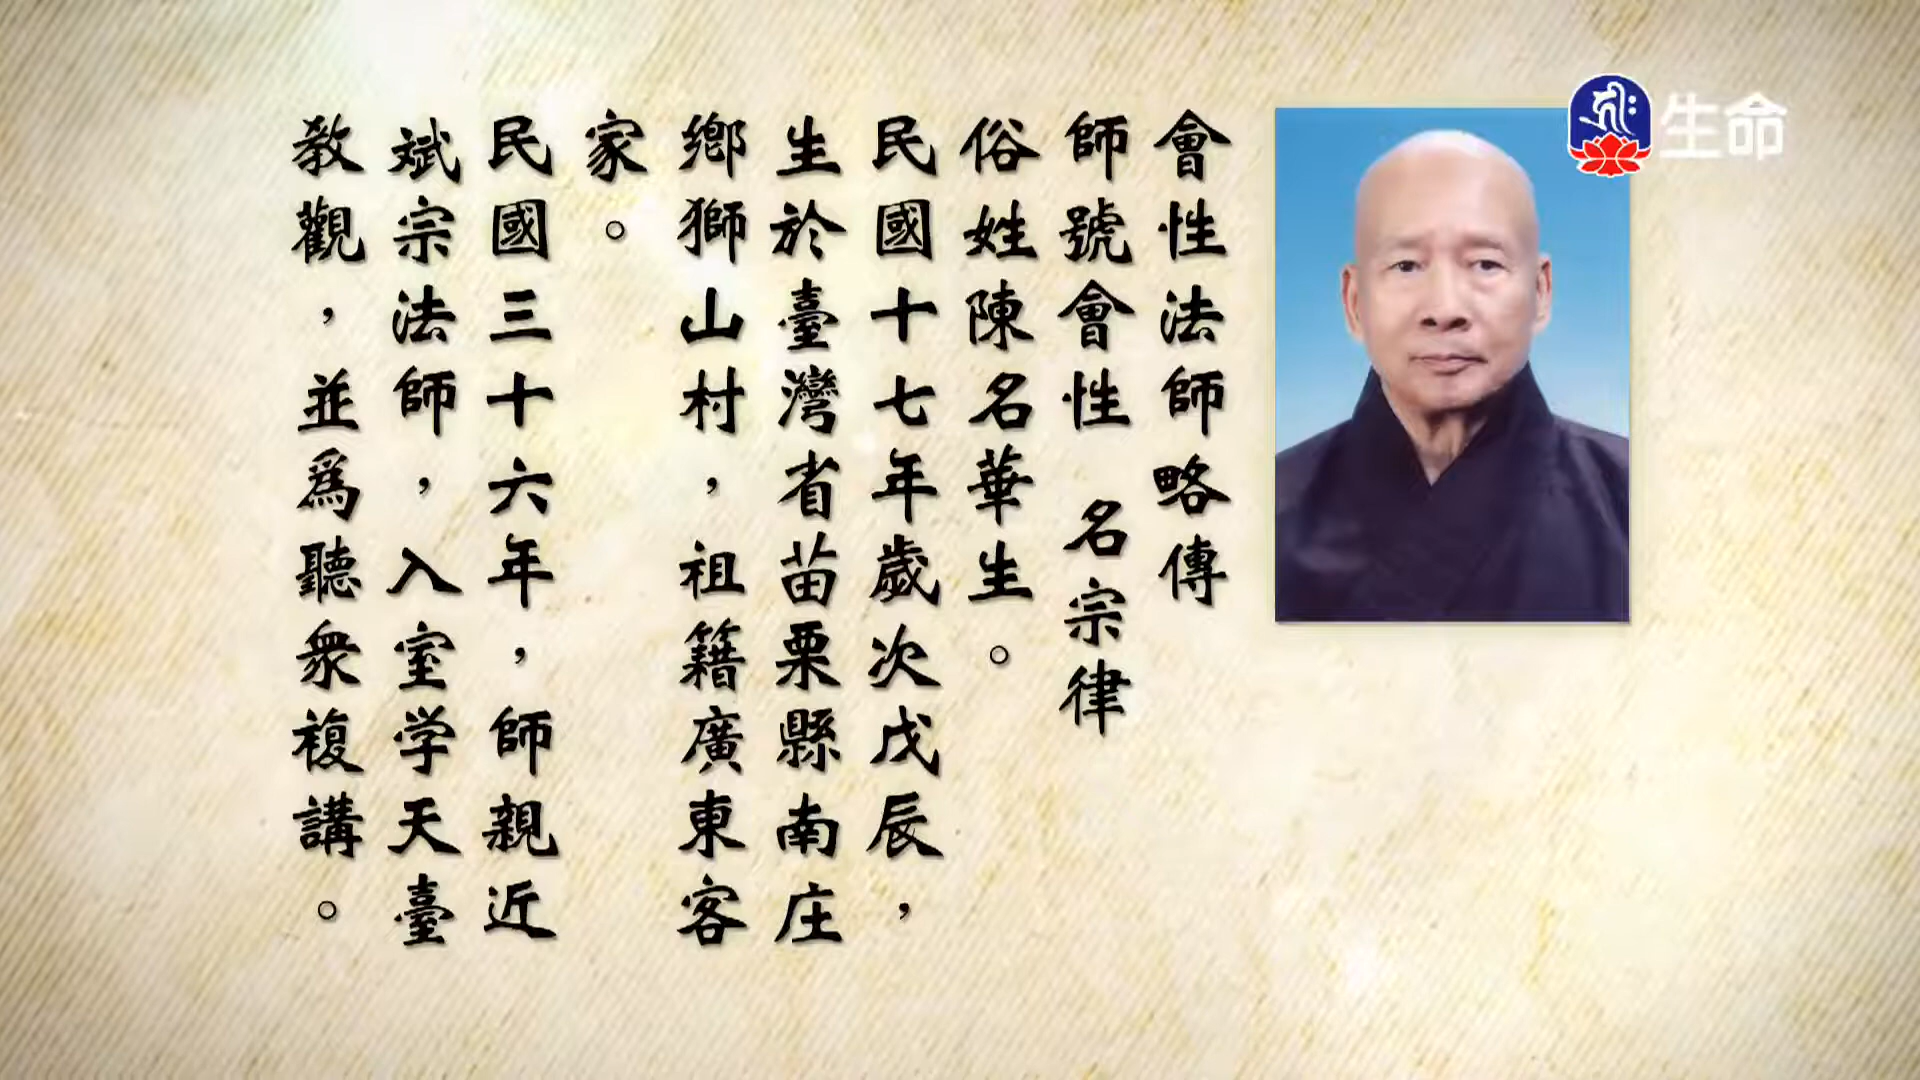 會性法師略傳
師號會性 名宗律
俗姓陳名華生。
民國十七年歲次戊辰，
生於臺灣省苗栗縣南庄
鄉獅山村，祖籍廣東客
家。
民國三十六年，師親近
斌宗法師，入室学天臺
教觀，並爲聽衆複講。
生命